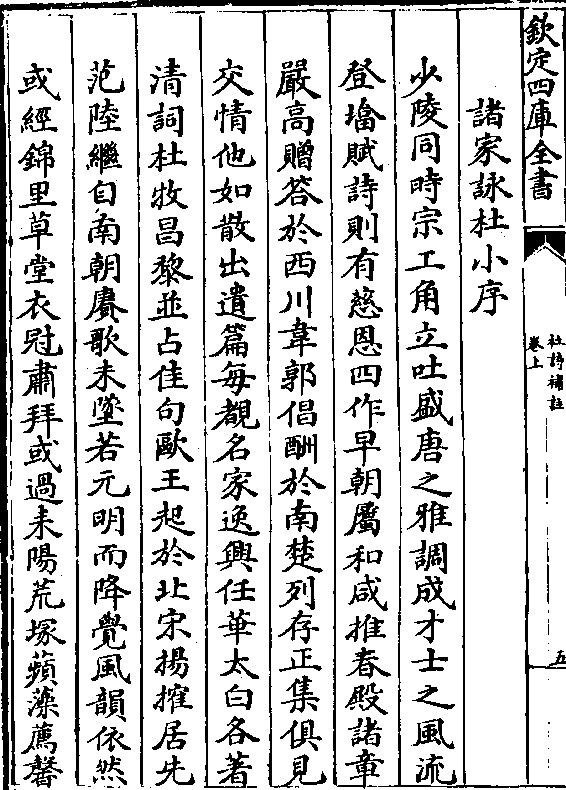 欽定四庫全書
杜詩補註
卷上
五
諸家詠杜小序
少陵同時宗工角立吐盛唐之雅調成才士之風流
登壇賦詩則有慈恩四作早朝屬和咸推春殿諸章
嚴高贈答於西川韋郭倡酬於南楚列存正集俱見
交情他如散出遺篇每覩名家逸興任華太白各著
清詞杜牧昌黎並占佳句歐王起於北宋揚搉居先
范陸繼自南朝賡歌未墜若元明而降覺風韻依然
或經錦里草堂衣冠肅拜或過耒陽荒塚蘋藻薦馨